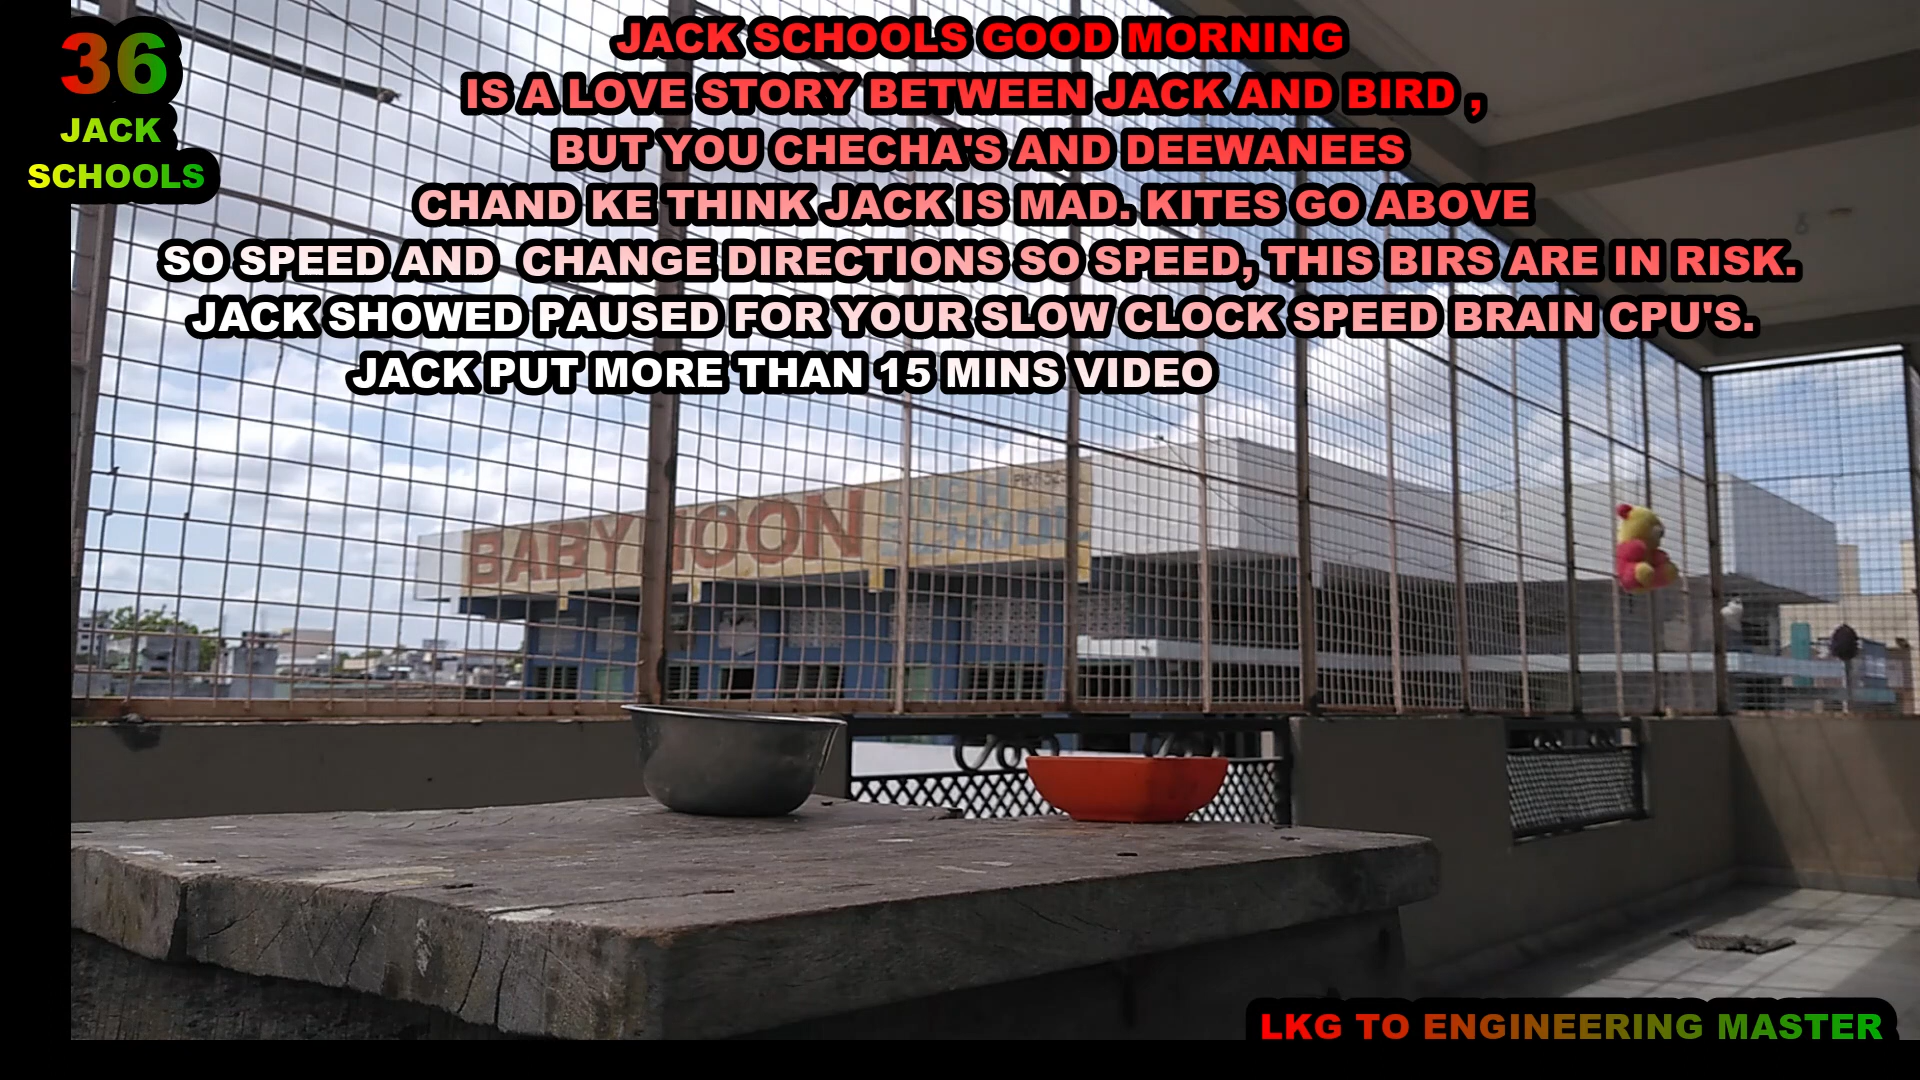 36
JACK
SCHOOLS
JACK SCHOOLS GOOD MORNING
IS A LOVE STORY BETWEEN JACK AND BIRD ,
BUT YOU CHECHA'S AND DEEWANEES
CHAND KE THINK JACK IS MAD. KITES GO ABOVE
SO SPEED AND CHANGE DIRECTIONS SO SPEED, THIS BIRS ARE IN RISK.
JACK SHOWED PAUSED FOR YOUR SLOW CLOCK SPEED BRAIN CPU'S.
JACK PUT MORE THAN 15 MINS VIDEO
BABY MOON HIGH
SCHOOL
LKG TO ENGINEERING MASTER